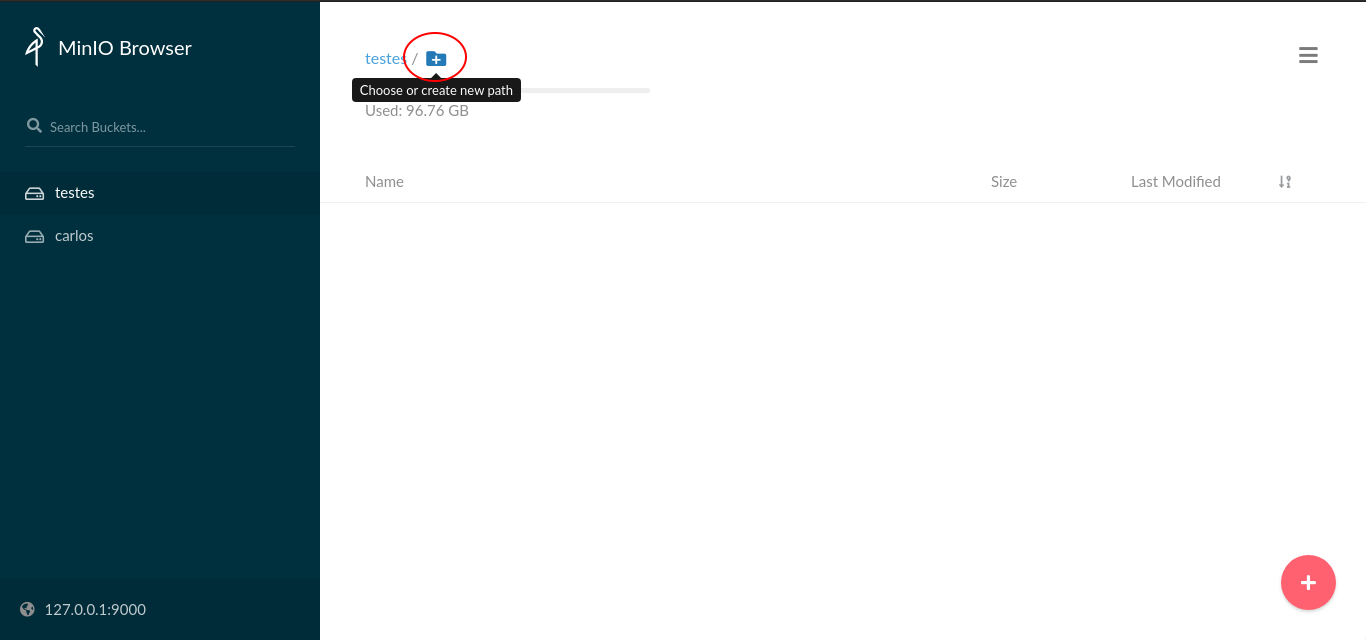 MinIO Browser
Search Buckets...
testes
carlos
127.0.0.1:9000
testes /
Choose or create new path
Used: 96.76 GB
Name Size Last Modified